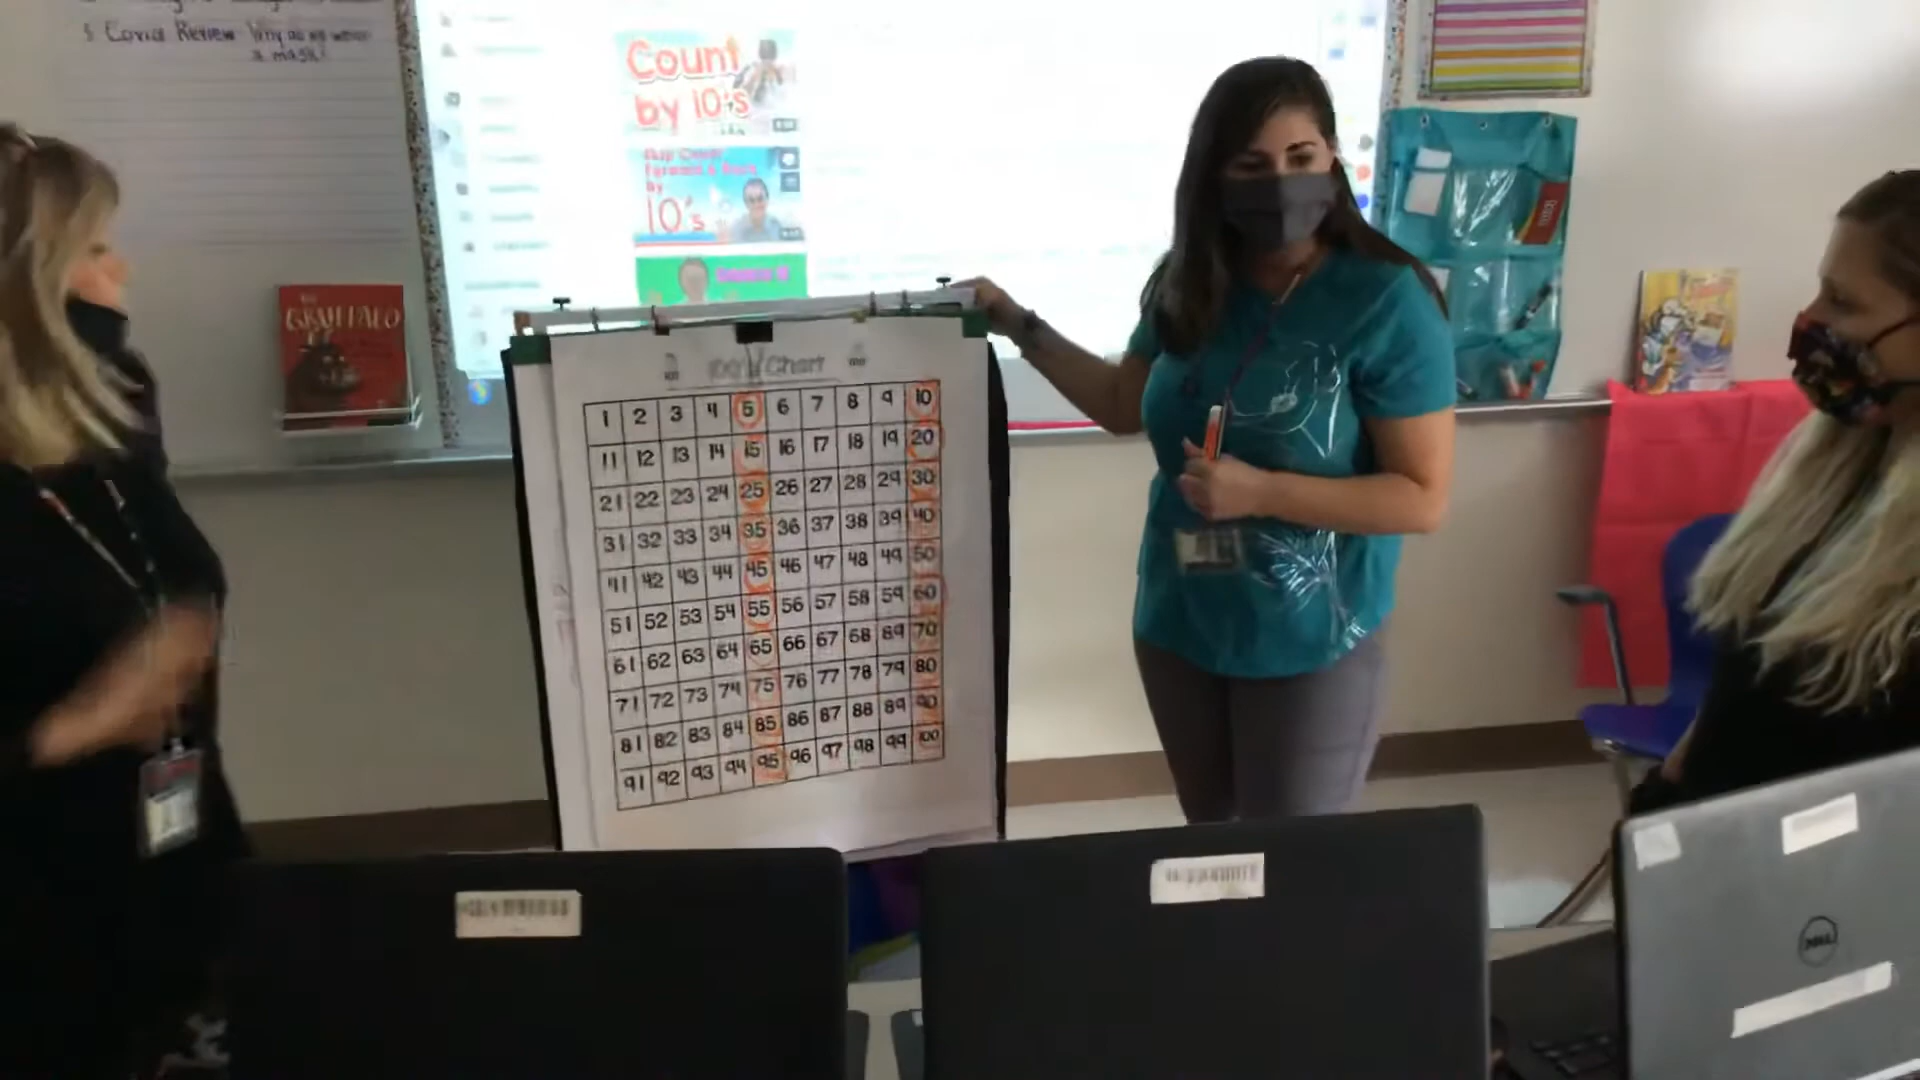 5 Covid Review Why do we wear
a mask?
Count
by 10's
Skip Count
Forward & Back
By
10's
GRUFFALO
100's Chart
1 2 3 4 5 6 7 8 9 10
11 12 13 14 15 16 17 18 19 20
21 22 23 24 25 26 27 28 29 30
31 32 33 34 35 36 37 38 39 40
41 42 43 44 45 46 47 48 49 50
51 52 53 54 55 56 57 58 59 60
61 62 63 64 65 66 67 68 69 70
71 72 73 74 75 76 77 78 79 80
81 82 83 84 85 86 87 88 89 90
91 92 93 94 95 96 97 98 99 100
DELL